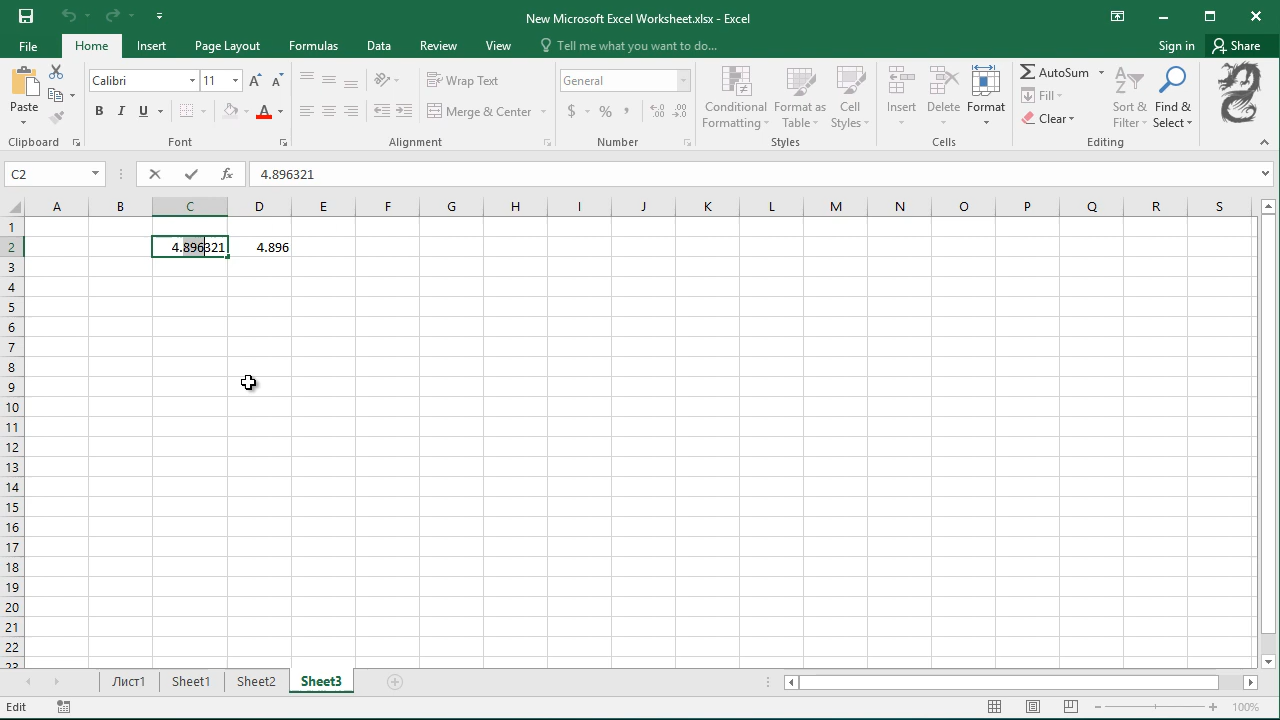 New Microsoft Excel Worksheet.xlsx - Excel
File Home Insert Page Layout Formulas Data Review View Tell me what you want to do... Sign in Share
Paste
Clipboard
Calibri 11
B I U A
Font
Wrap Text
Merge & Center
Alignment
General
$ % ,
Number
Conditional Formatting
Format as Table
Cell Styles
Styles
Insert Delete Format
Cells
AutoSum
Fill
Clear
Sort & Filter
Find & Select
Editing
C2 fx 4.896321
A B C D E F G H I J K L M N O P Q R S
1
2 4.896321 4.896
3
4
5
6
7
8
9
10
11
12
13
14
15
16
17
18
19
20
21
22
23
Лист1 Sheet1 Sheet2 Sheet3
Edit 100%